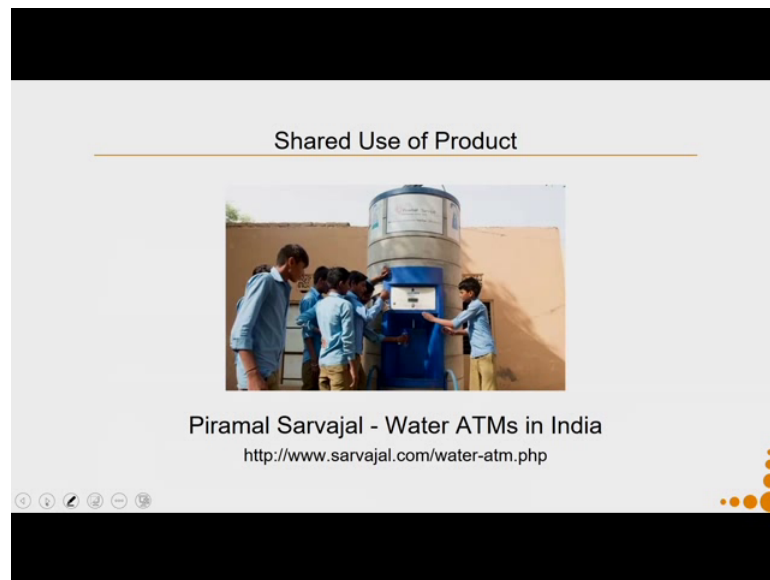 Shared Use of Product
Piramal Sarvajal - Water ATMs in India
http://www.sarvajal.com/water-atm.php